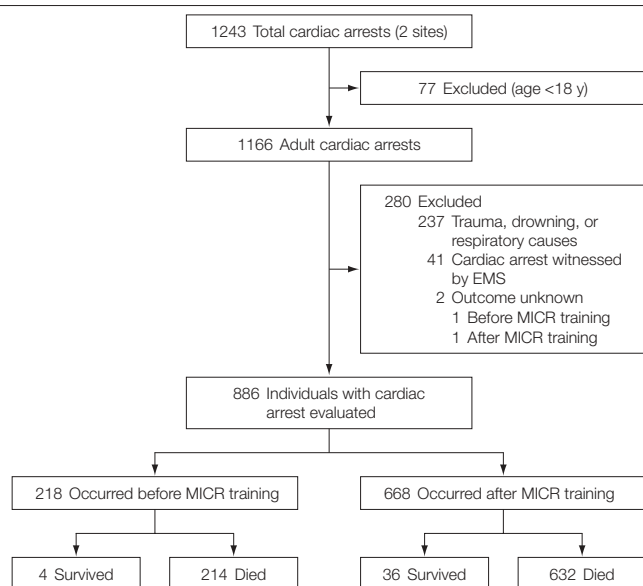 1243 Total cardiac arrests (2 sites)
77 Excluded (age <18 y)
1166 Adult cardiac arrests
280 Excluded
237 Trauma, drowning, or
respiratory causes
41 Cardiac arrest witnessed
by EMS
2 Outcome unknown
1 Before MICR training
1 After MICR training
886 Individuals with cardiac
arrest evaluated
218 Occurred before MICR training
668 Occurred after MICR training
4 Survived
214 Died
36 Survived
632 Died